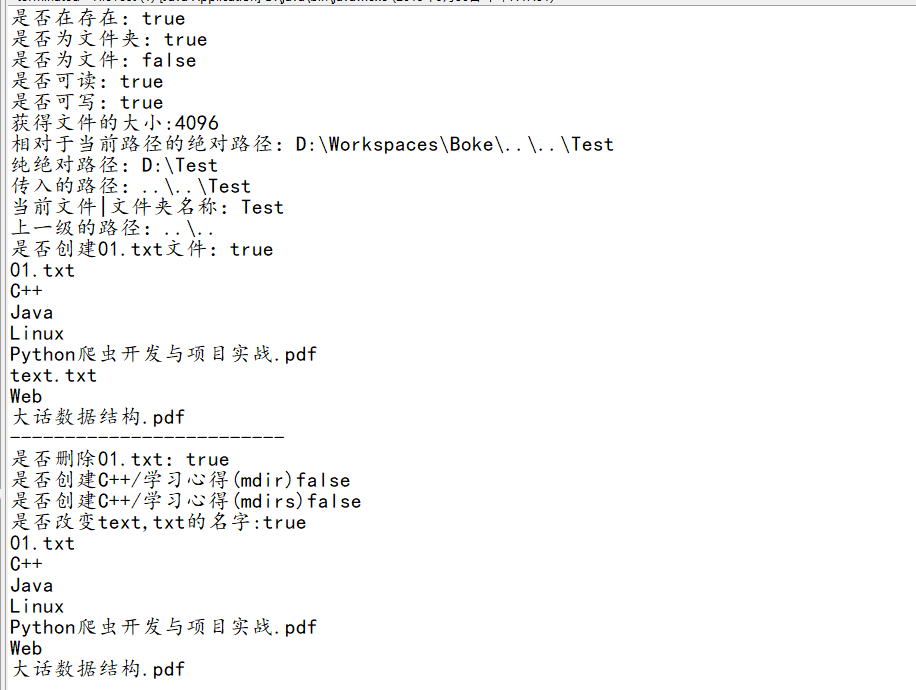 是否在存在: true
是否为文件夹: true
是否为文件: false
是否可读: true
是否可写: true
获得文件的大小:4096
相对于当前路径的绝对路径: D:\Workspaces\Boke\..\..\Test
纯绝对路径: D:\Test
传入的路径: ..\..\Test
当前文件|文件夹名称: Test
上一级的路径: ..\..
是否创建01.txt文件: true
01.txt
C++
Java
Linux
Python爬虫开发与项目实战.pdf
text.txt
Web
大话数据结构.pdf
-------------------------
是否删除01.txt: true
是否创建C++/学习心得(mdir)false
是否创建C++/学习心得(mdirs)false
是否改变text,txt的名字:true
01.txt
C++
Java
Linux
Python爬虫开发与项目实战.pdf
Web
大话数据结构.pdf